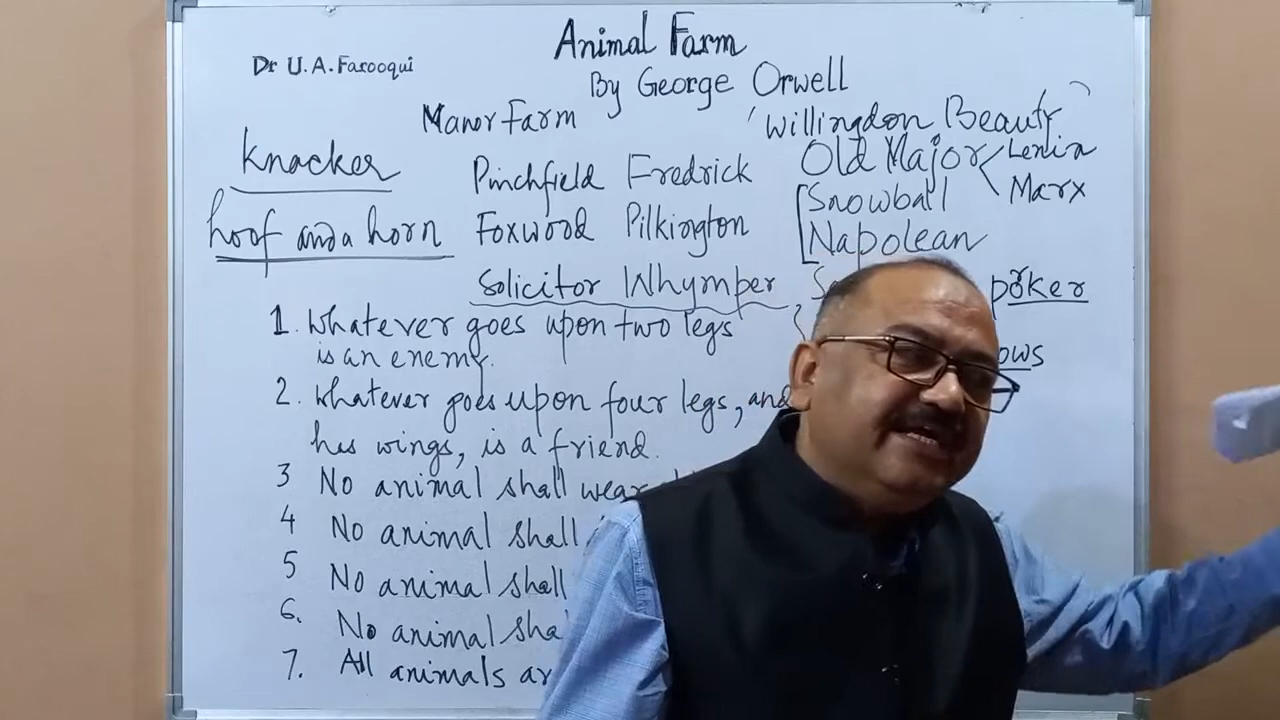 Animal Farm
Dr U.A. Farooqui
By George Orwell
Manor Farm
'Willingdon Beauty'
Knacker
Pinchfield Fredrick
Old Major
Lenin
Marx
hoof and a horn
Foxwood Pilkington
Snowball
Napolean
Solicitor Whymper
1. Whatever goes upon two legs
is an enemy.
2. Whatever goes upon four legs, and
has wings, is a friend.
3 No animal shall wear
4 No animal shall
5 No animal shall
6. No animal
7. All animals